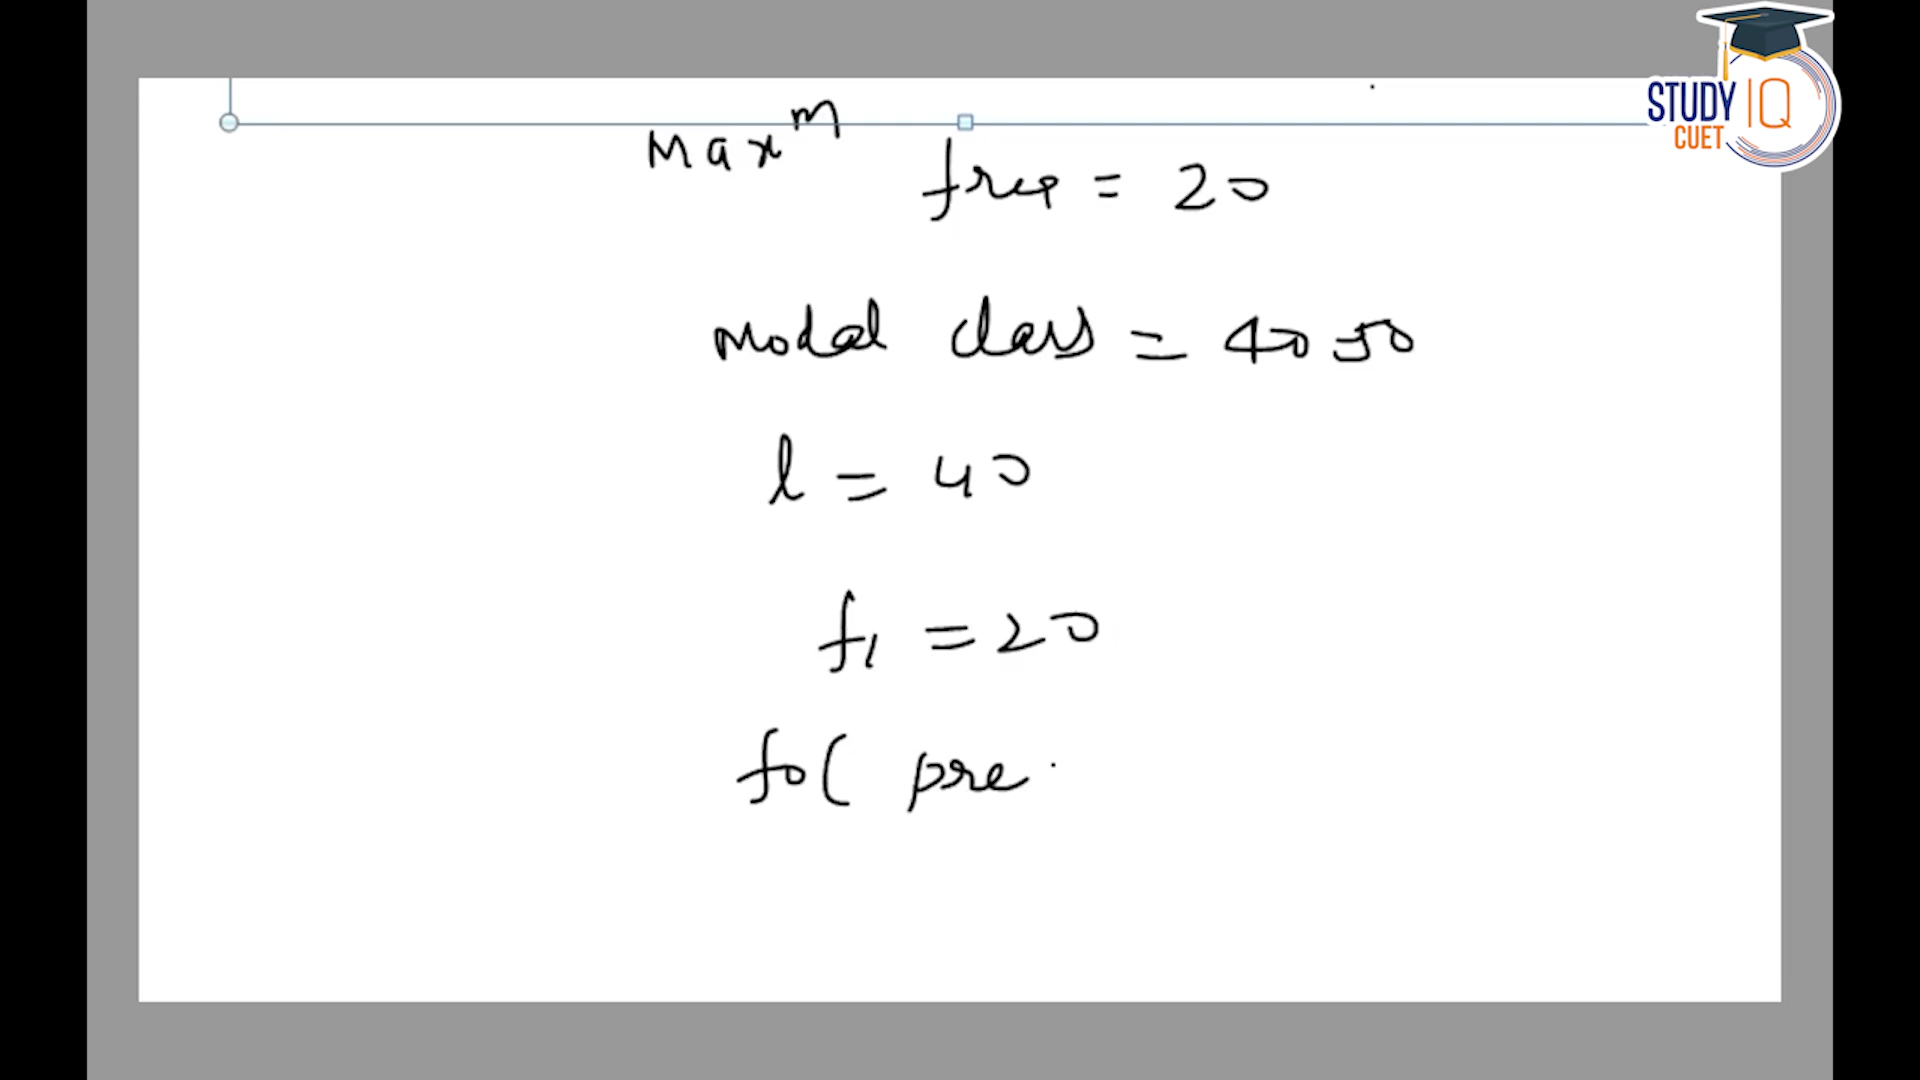 STUDY IQ
CUET
Maxᵐ freq = 20
modal class = 40-50
l = 40
f₁ = 20
f₀( pre